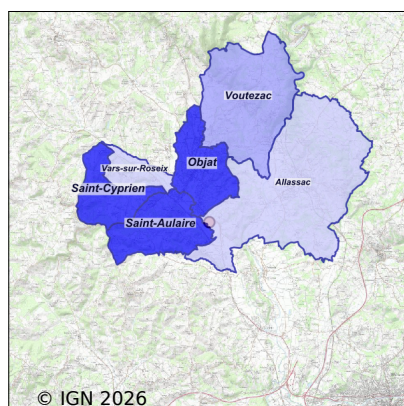 Voutezac
Objat
Vars-sur-Roseix
Allassac
Saint-Cyprien
Saint-Aulaire
© IGN 2026